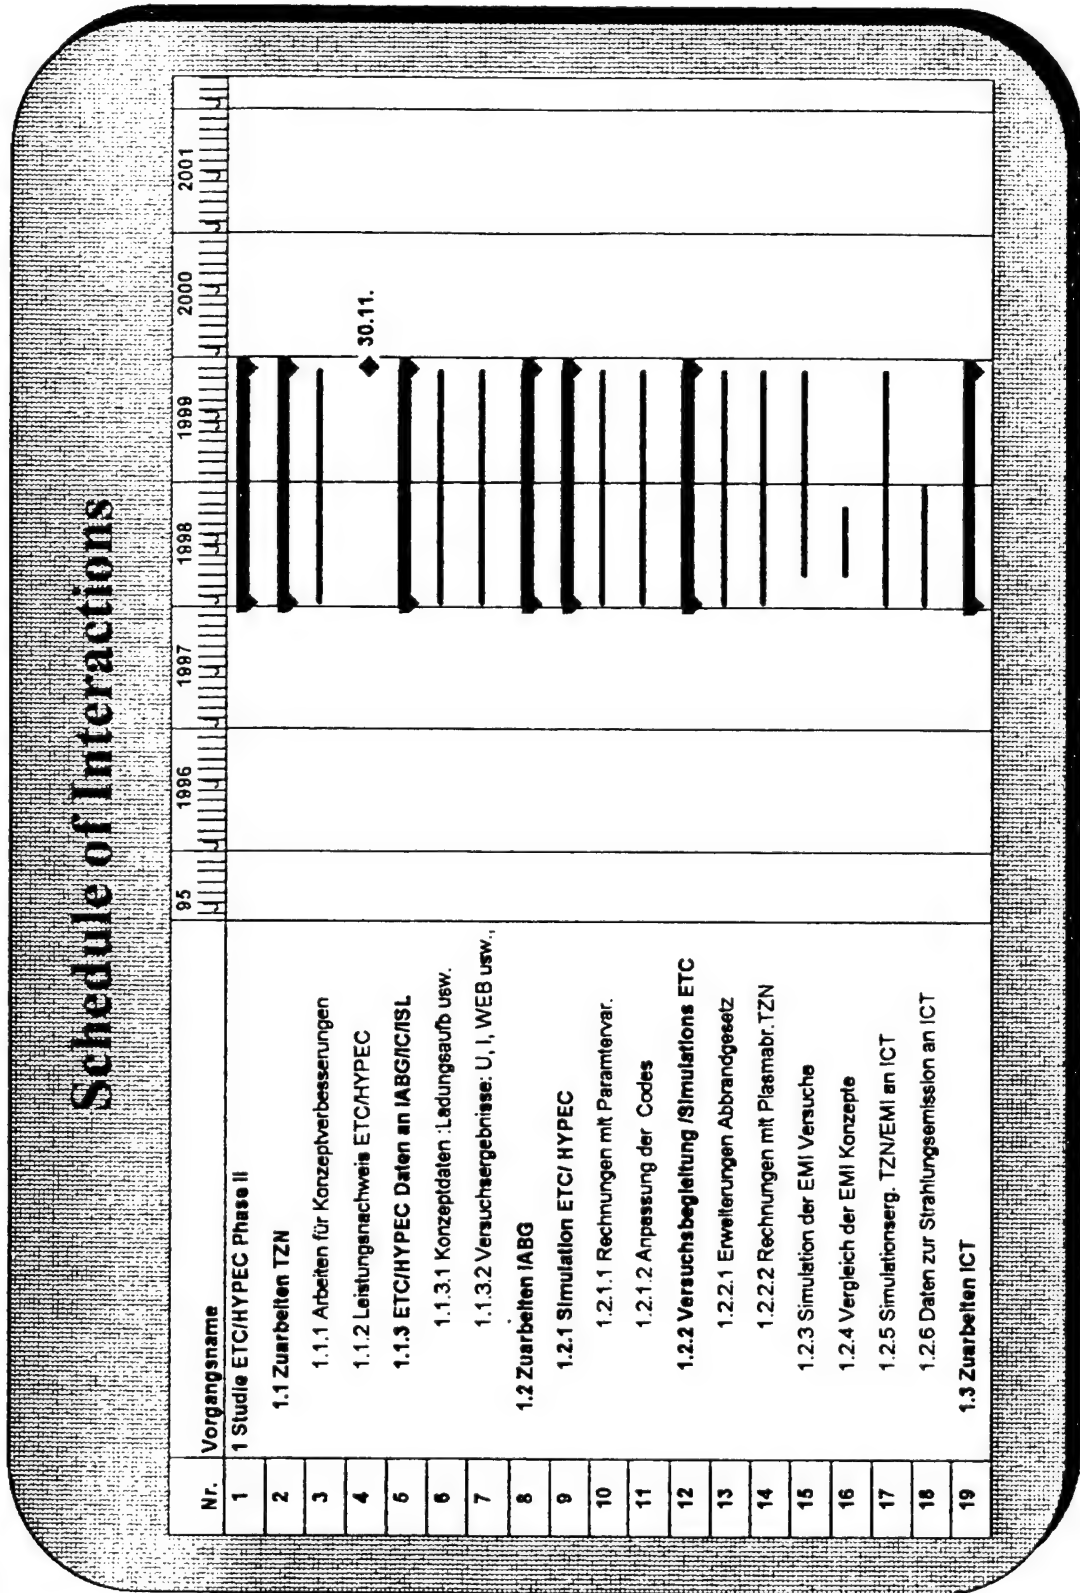 Schedule of Interactions
Nr. Vorgangsname 95 1996 1997 1998 1999 2000 2001
1 1 Studie ETC/HYPEC Phase II
2 1.1 Zuarbeiten TZN
3 1.1.1 Arbeiten für Konzeptverbesserungen
4 1.1.2 Leistungsnachweis ETC/HYPEC 30.11.
5 1.1.3 ETC/HYPEC Daten an IABG/IC/ISL
6 1.1.3.1 Konzeptdaten :Ladungsaufb usw.
7 1.1.3.2 Versuchsergebnisse: U, I, WEB usw.,
8 1.2 Zuarbeiten IABG
9 1.2.1 Simulation ETC/ HYPEC
10 1.2.1.1 Rechnungen mit Paramtervar.
11 1.2.1.2 Anpassung der Codes
12 1.2.2 Versuchsbegleitung /Simulations ETC
13 1.2.2.1 Erweiterungen Abbrandgesetz
14 1.2.2.2 Rechnungen mit Plasmabr. TZN
15 1.2.3 Simulation der EMI Versuche
16 1.2.4 Vergleich der EMI Konzepte
17 1.2.5 Simulationserg. TZN/EMI an ICT
18 1.2.6 Daten zur Strahlungsemission an ICT
19 1.3 Zuarbeiten ICT